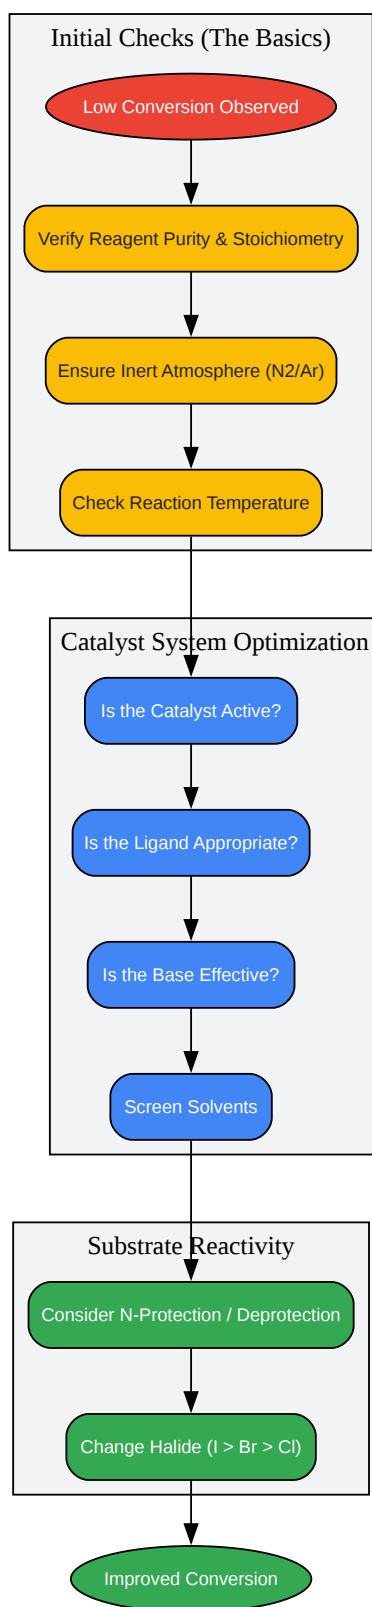 Initial Checks (The Basics)
Low Conversion Observed
Verify Reagent Purity & Stoichiometry
Ensure Inert Atmosphere (N2/Ar)
Check Reaction Temperature
Catalyst System Optimization
Is the Catalyst Active?
Is the Ligand Appropriate?
Is the Base Effective?
Screen Solvents
Substrate Reactivity
Consider N-Protection / Deprotection
Change Halide (I > Br > Cl)
Improved Conversion